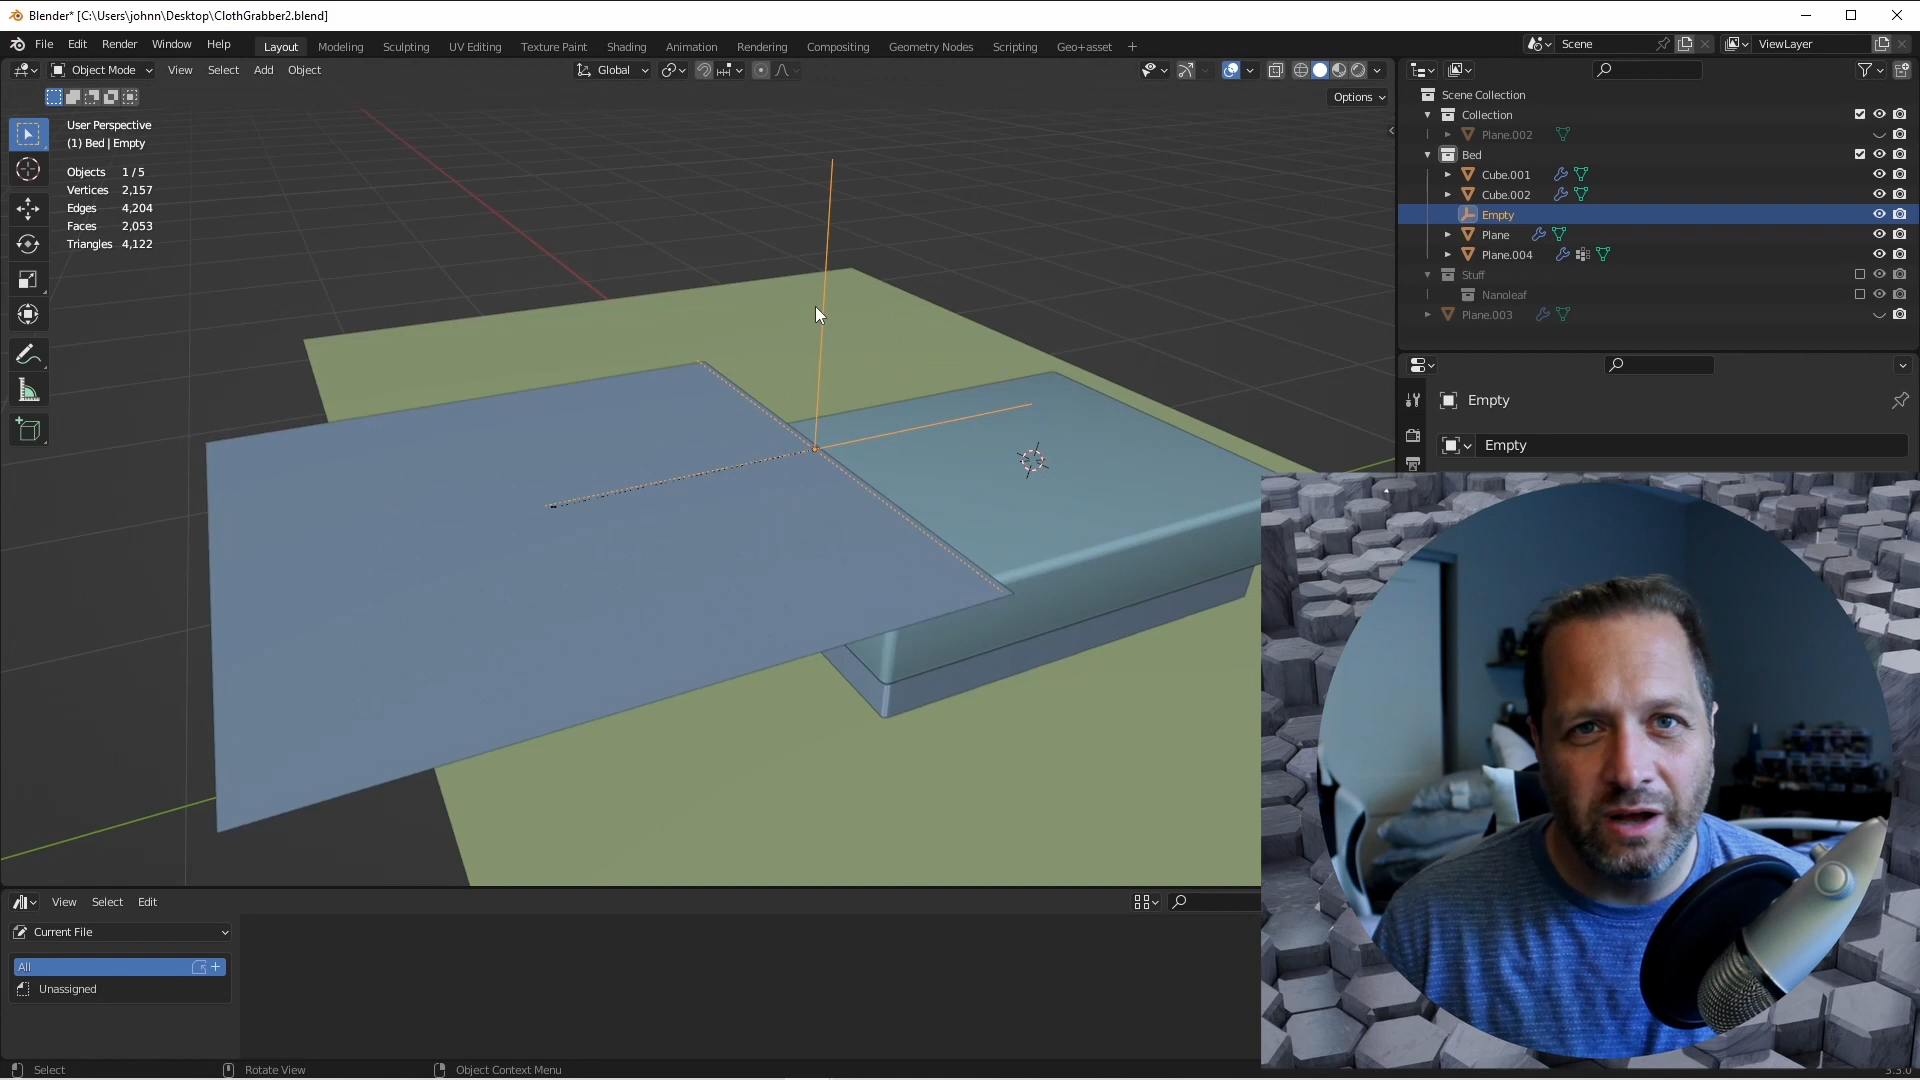 Blender* [C:\Users\johnn\Desktop\ClothGrabber2.blend]
File Edit Render Window Help Layout Modeling Sculpting UV Editing Texture Paint Shading Animation Rendering Compositing Geometry Nodes Scripting Geo+asset + Scene ViewLayer
Object Mode View Select Add Object Global
Options
User Perspective
(1) Bed | Empty
Objects 1 / 5
Vertices 2,157
Edges 4,204
Faces 2,053
Triangles 4,122
Scene Collection
Collection
Plane.002
Bed
Cube.001
Cube.002
Empty
Plane
Plane.004
Stuff
Nanoleaf
Plane.003
Empty
Empty
View Select Edit
Current File
All
Unassigned
Select Rotate View Object Context Menu
3.3.0